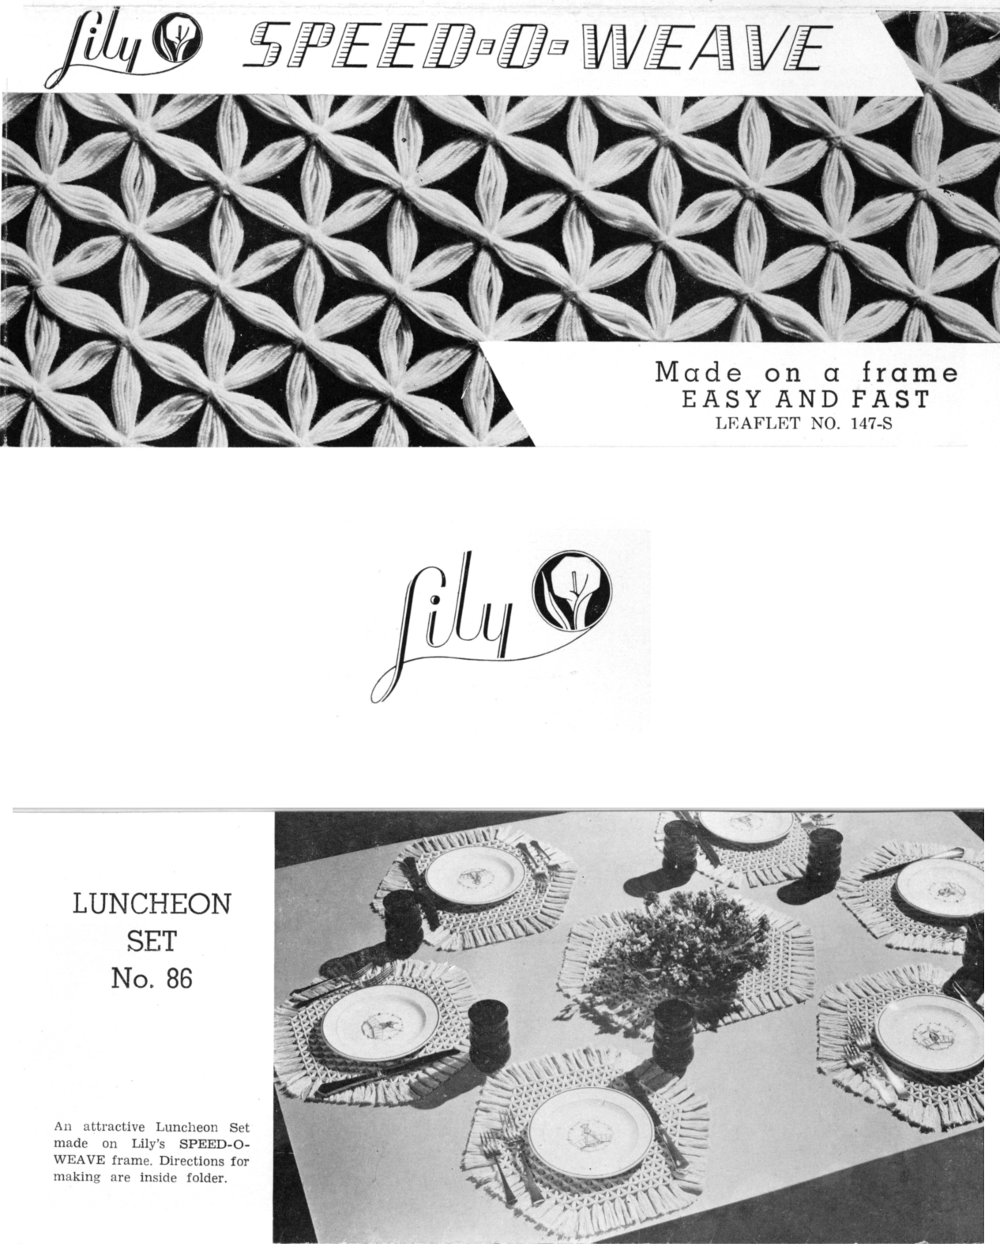 Lily SPEED-O-WEAVE
Made on a frame
EASY AND FAST
LEAFLET NO. 147-S
Lily
LUNCHEON
SET
No. 86
An attractive Luncheon Set
made on Lily's SPEED-O-
WEAVE frame. Directions for
making are inside folder.